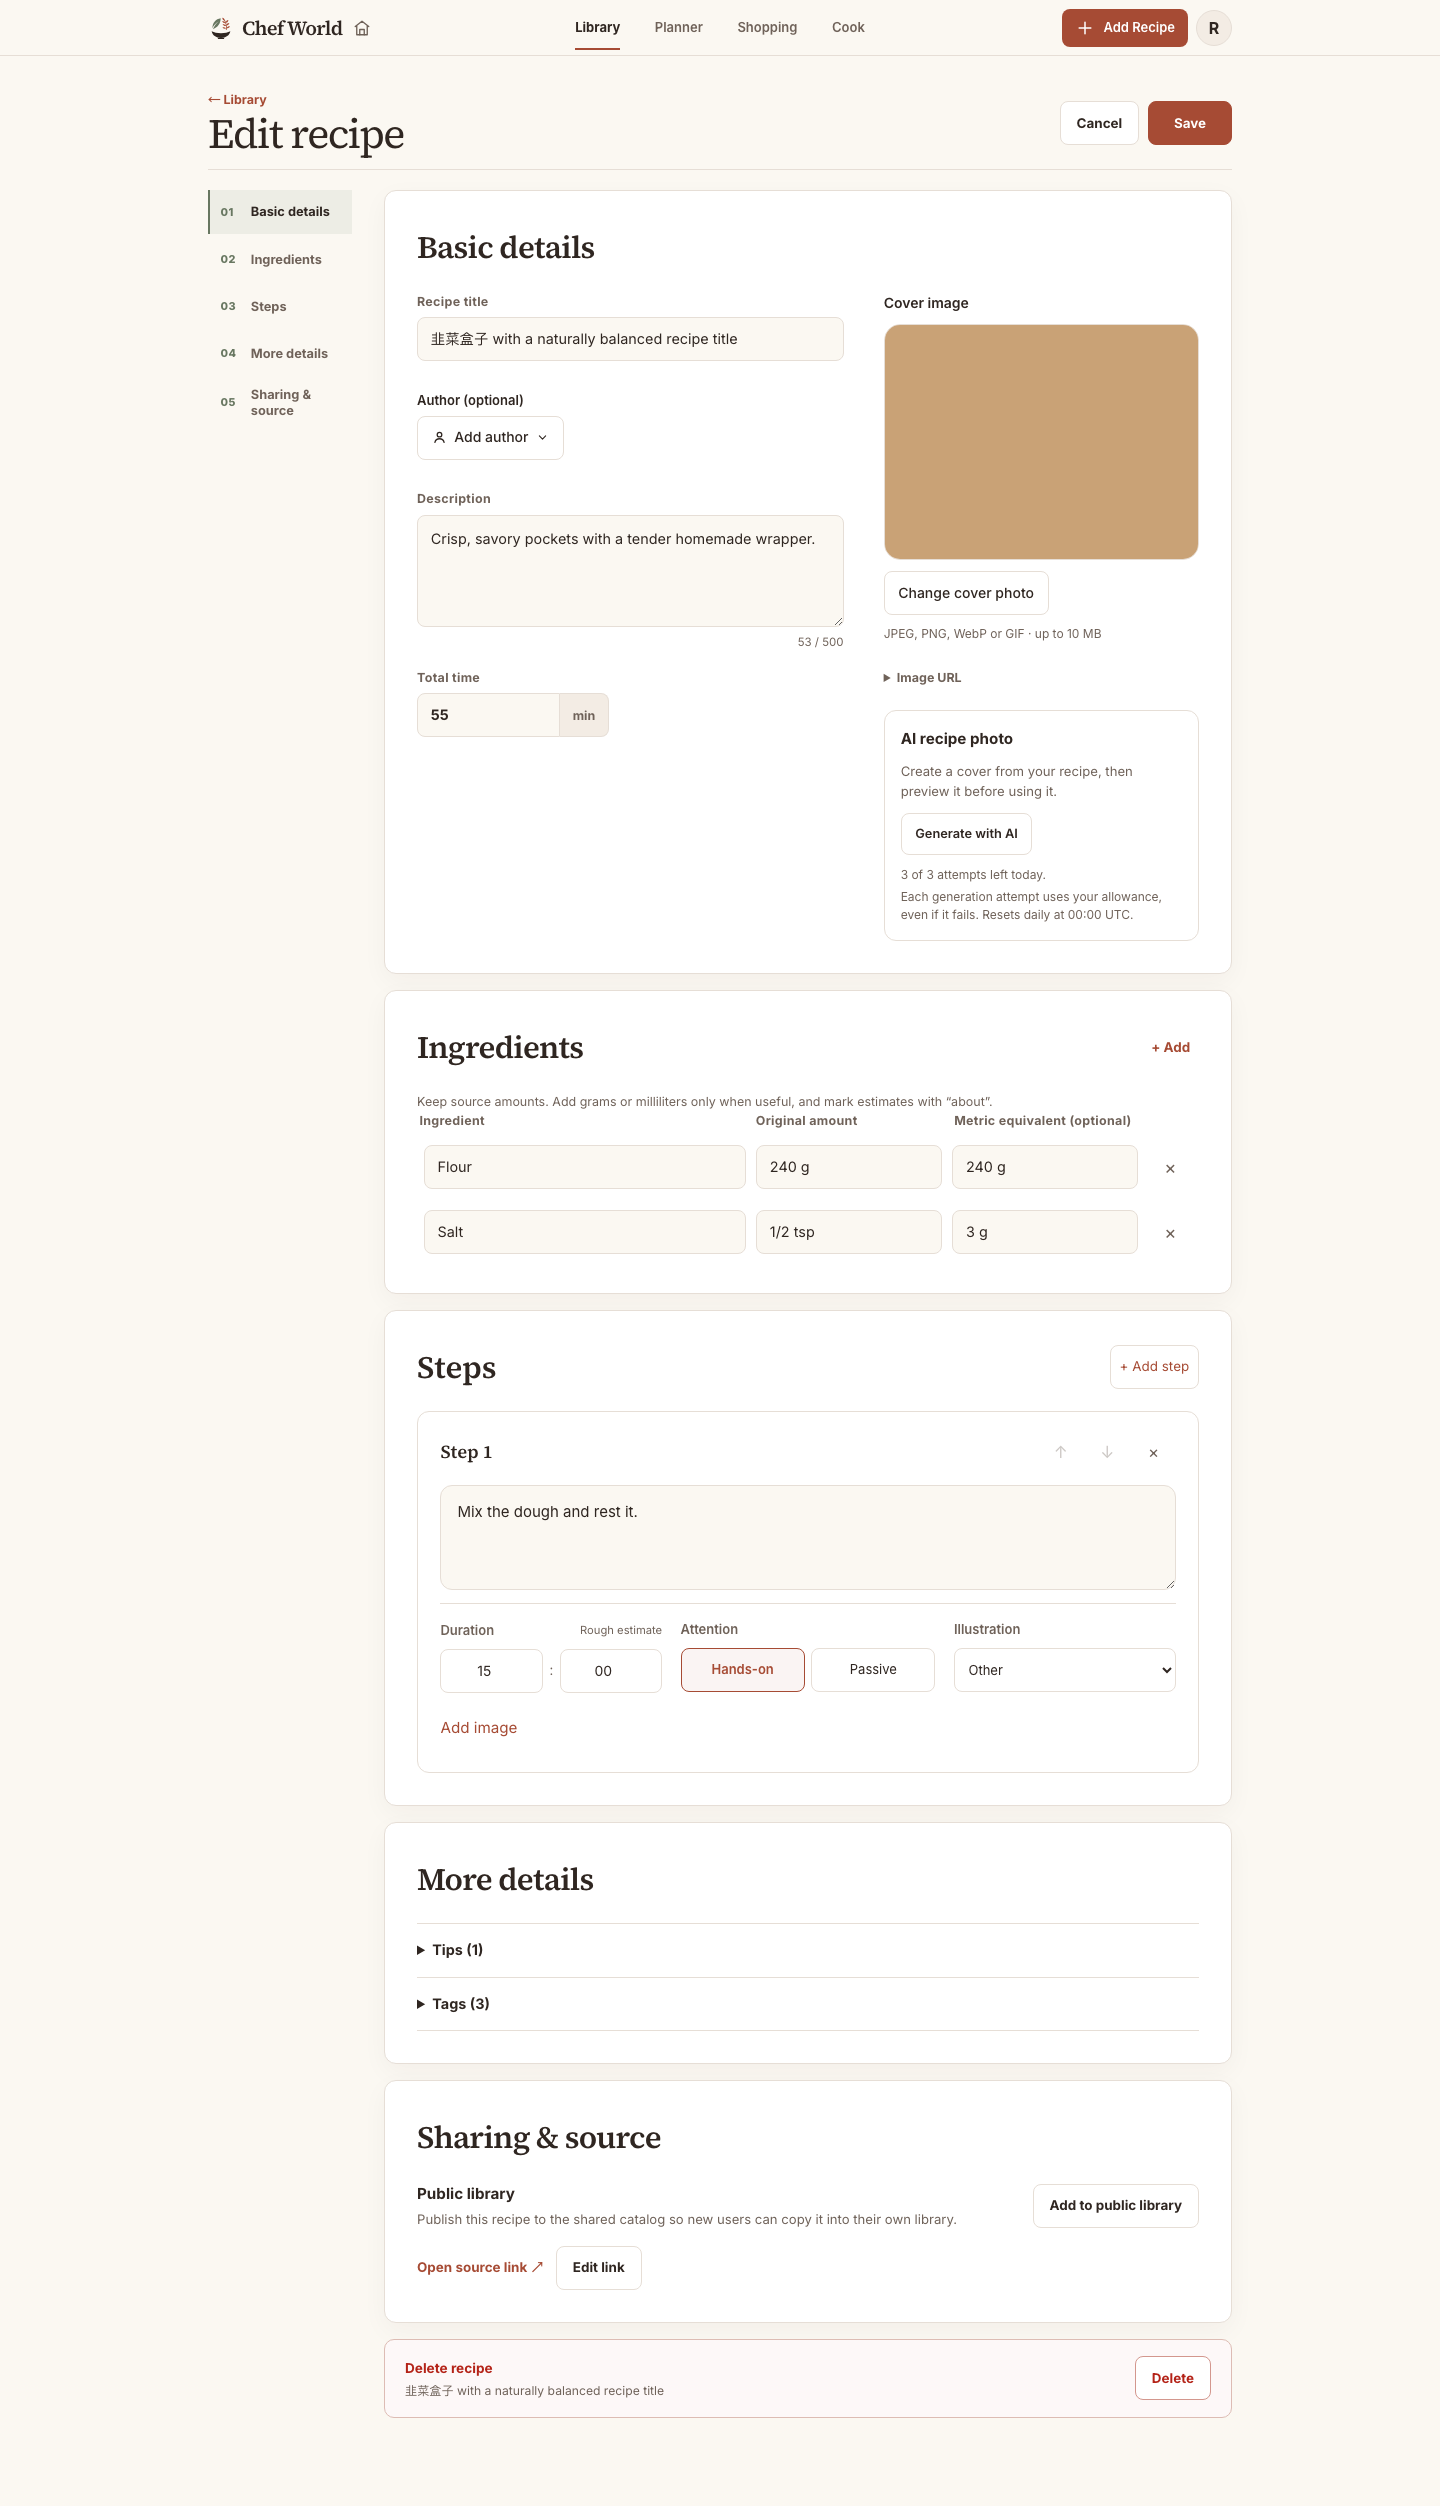 Chef World
Library
Planner
Shopping
Cook
+ Add Recipe
R
← Library
Edit recipe
Cancel
Save
01 Basic details
02 Ingredients
03 Steps
04 More details
05 Sharing &
source
Basic details
Recipe title
韭菜盒子 with a naturally balanced recipe title
Author (optional)
Add author
Description
Crisp, savory pockets with a tender homemade wrapper.
53 / 500
Total time
55 min
Cover image
Change cover photo
JPEG, PNG, WebP or GIF · up to 10 MB
Image URL
AI recipe photo
Create a cover from your recipe, then
preview it before using it.
Generate with AI
3 of 3 attempts left today.
Each generation attempt uses your allowance,
even if it fails. Resets daily at 00:00 UTC.
Ingredients
+ Add
Keep source amounts. Add grams or milliliters only when useful, and mark estimates with “about”.
Ingredient Original amount Metric equivalent (optional)
Flour 240 g 240 g ×
Salt 1/2 tsp 3 g ×
Steps
+ Add step
Step 1
↑ ↓ ×
Mix the dough and rest it.
Duration Rough estimate Attention Illustration
15 : 00 Hands-on Passive Other
Add image
More details
Tips (1)
Tags (3)
Sharing & source
Public library
Publish this recipe to the shared catalog so new users can copy it into their own library.
Add to public library
Open source link ↗
Edit link
Delete recipe
韭菜盒子 with a naturally balanced recipe title
Delete